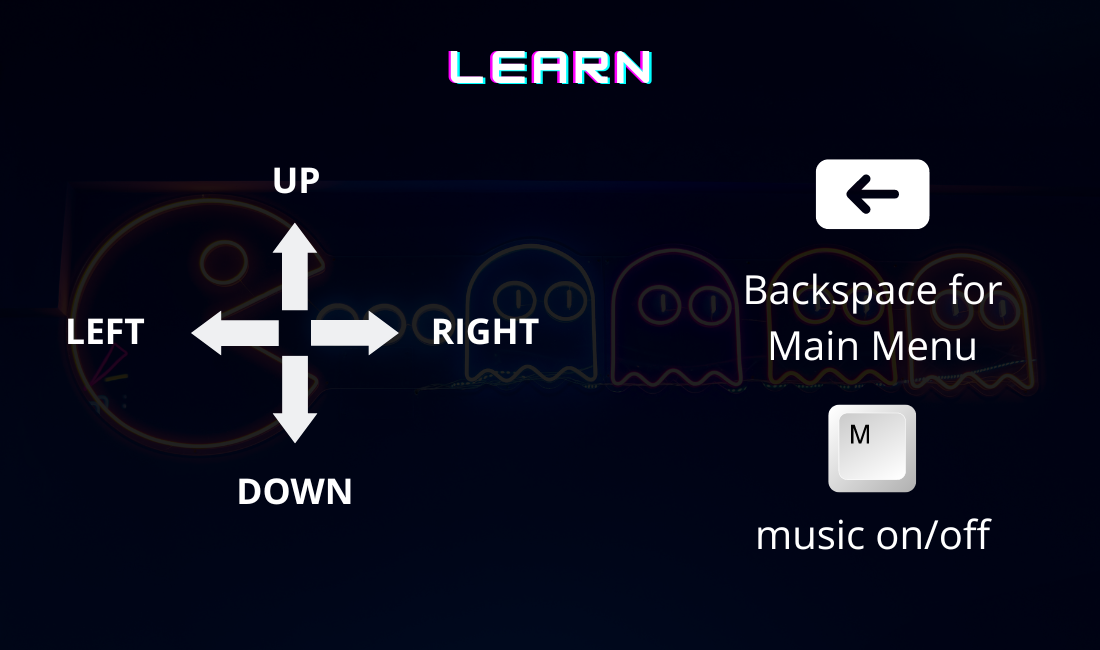 LEARN
UP
LEFT
RIGHT
DOWN
Backspace for
Main Menu
M
music on/off